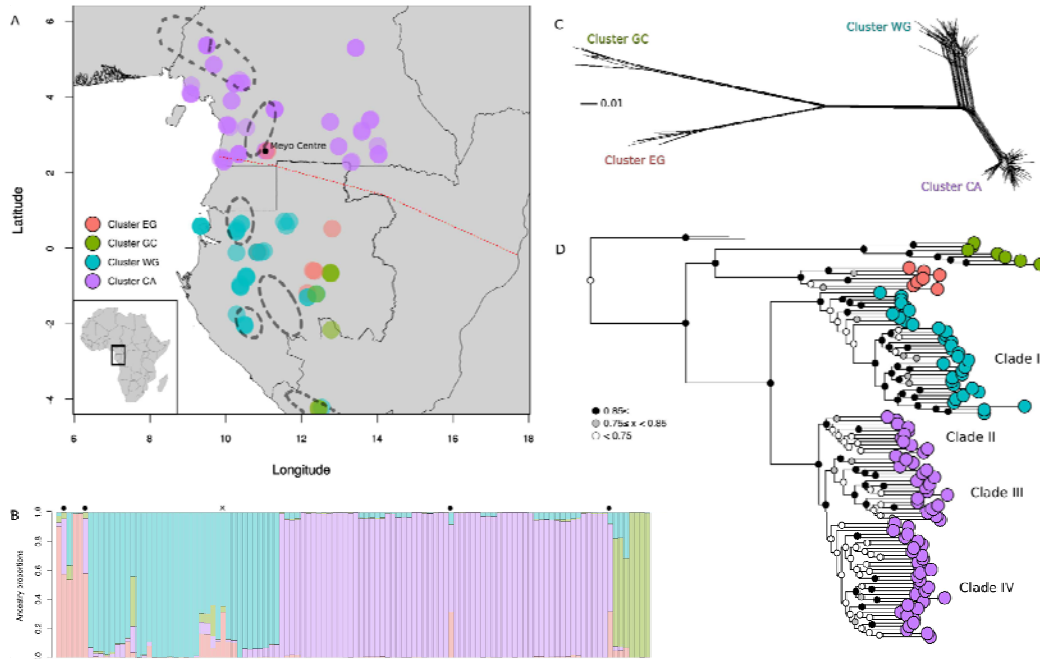 A
6
4
2
0
-2
-4
Latitude
Meyo Centre
Cluster EG
Cluster GC
Cluster WG
Cluster CA
6
8
10
12
14
16
18
Longitude
B
1.0
0.8
0.6
0.4
0.2
0.0
Ancestry proportions
×
C
Cluster GC
Cluster WG
0.01
Cluster EG
Cluster CA
D
Clade I
0.85≤
0.75≤ x < 0.85
< 0.75
Clade II
Clade III
Clade IV